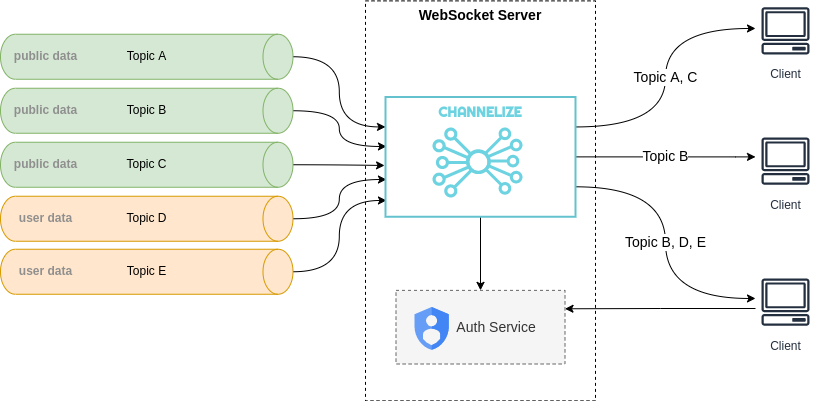 WebSocket Server
public data Topic A
public data Topic B
public data Topic C
user data Topic D
user data Topic E
CHANNELIZE
Auth Service
Topic A, C
Client
Topic B
Client
Topic B, D, E
Client